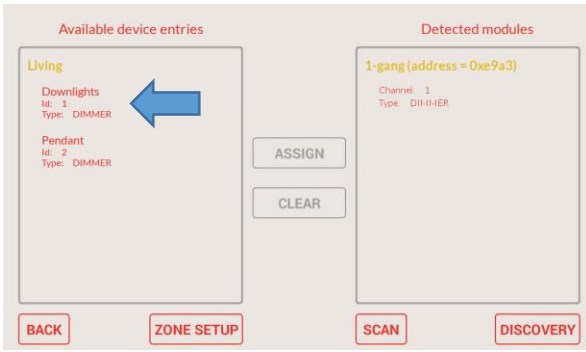 Available device entries
Detected modules
Living
Downlights
Id: 1
Type: DIMMER
Pendant
Id: 2
Type: DIMMER
1-gang (address = 0xe9a3)
Channel 1
Type: DIMMER
ASSIGN
CLEAR
BACK
ZONE SETUP
SCAN
DISCOVERY